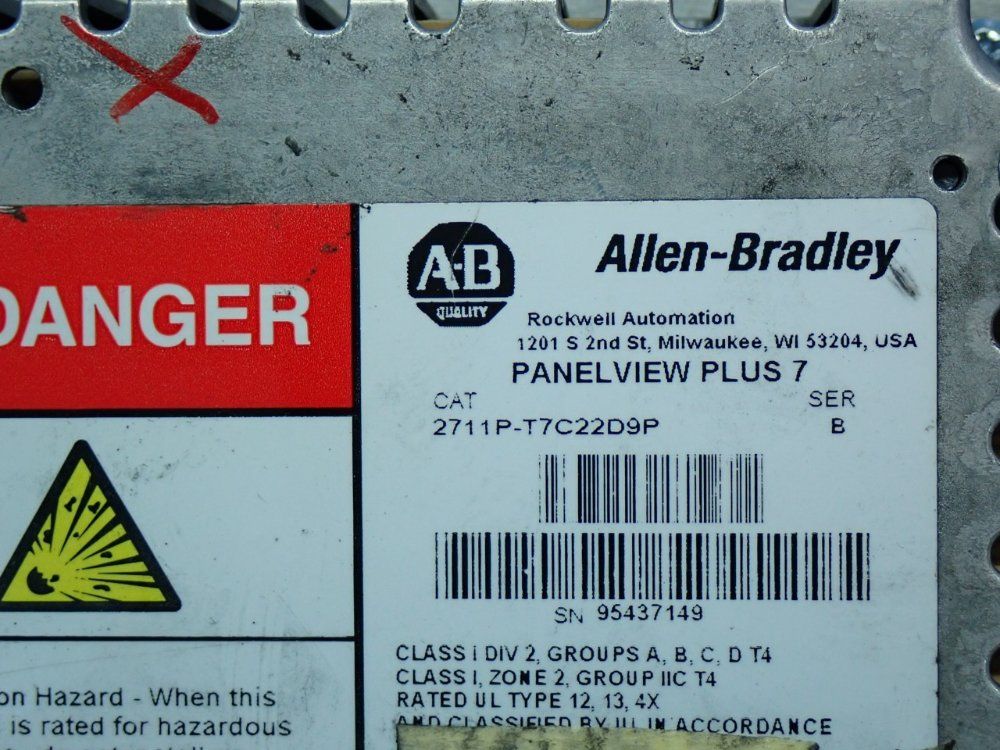 DANGER
on Hazard - When this
is rated for hazardous
A-B
QUALITY
Allen-Bradley
Rockwell Automation
1201 S 2nd St, Milwaukee, WI 53204, USA
PANELVIEW PLUS 7
CAT SER
2711P-T7C22D9P B
SN 95437149
CLASS I DIV 2, GROUPS A, B, C, D T4
CLASS I, ZONE 2, GROUP IIC T4
RATED UL TYPE 12, 13, 4X
AND CLASSIFIED BY UL IN ACCORDANCE